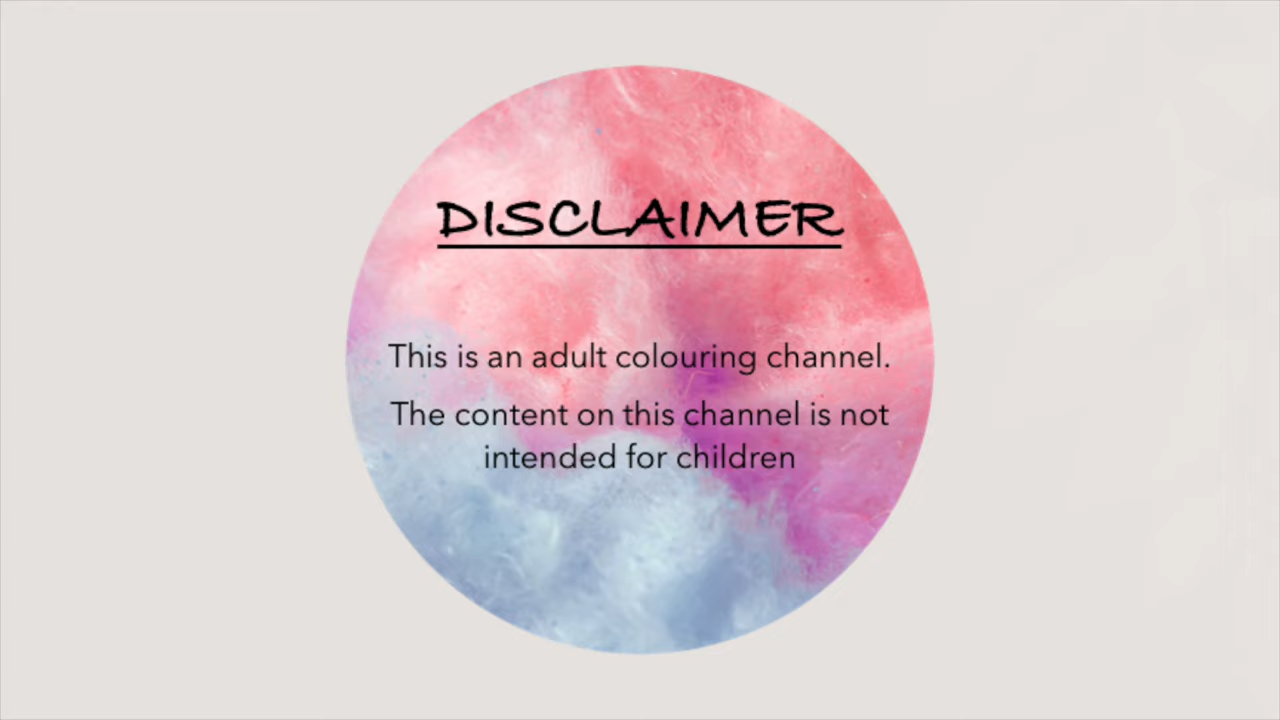 DISCLAIMER
This is an adult colouring channel.
The content on this channel is not
intended for children